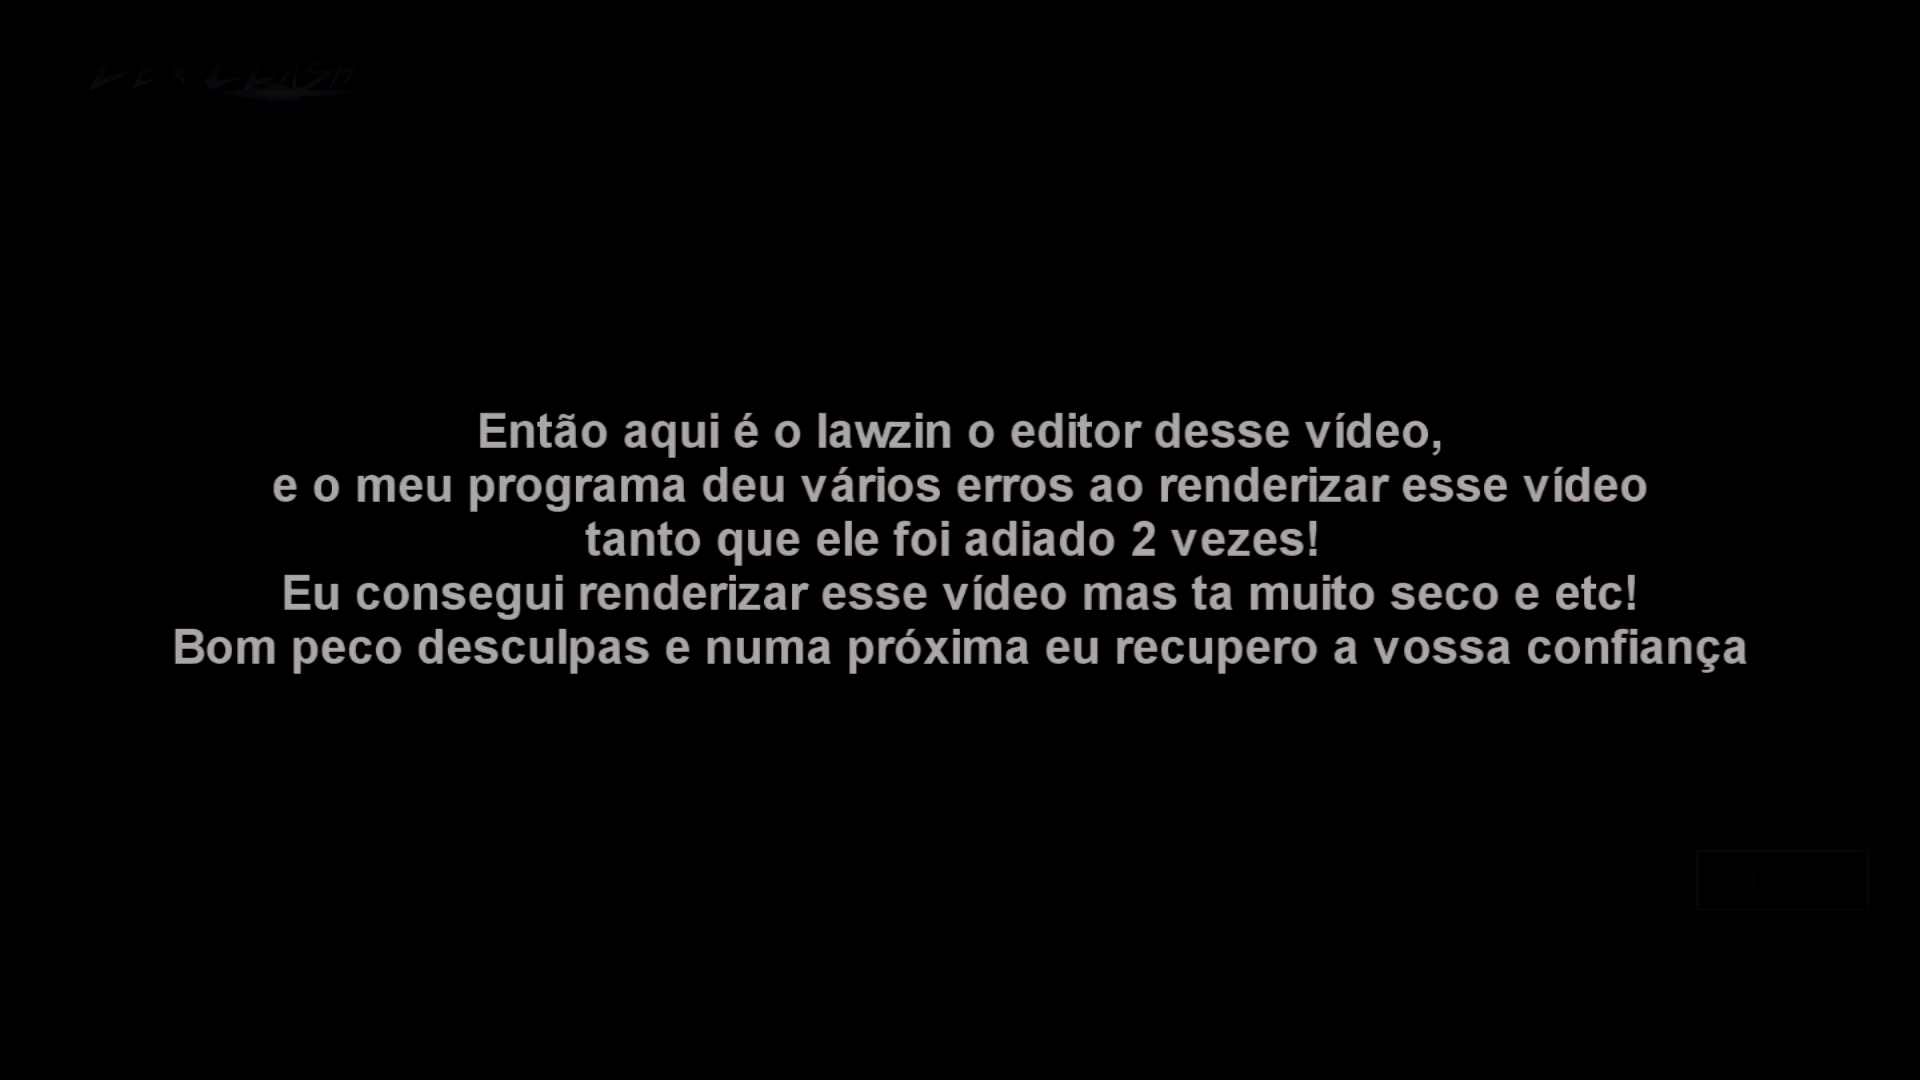 Então aqui é o lawzin o editor desse vídeo,
e o meu programa deu vários erros ao renderizar esse vídeo
tanto que ele foi adiado 2 vezes!
Eu consegui renderizar esse vídeo mas ta muito seco e etc!
Bom peco desculpas e numa próxima eu recupero a vossa confiança